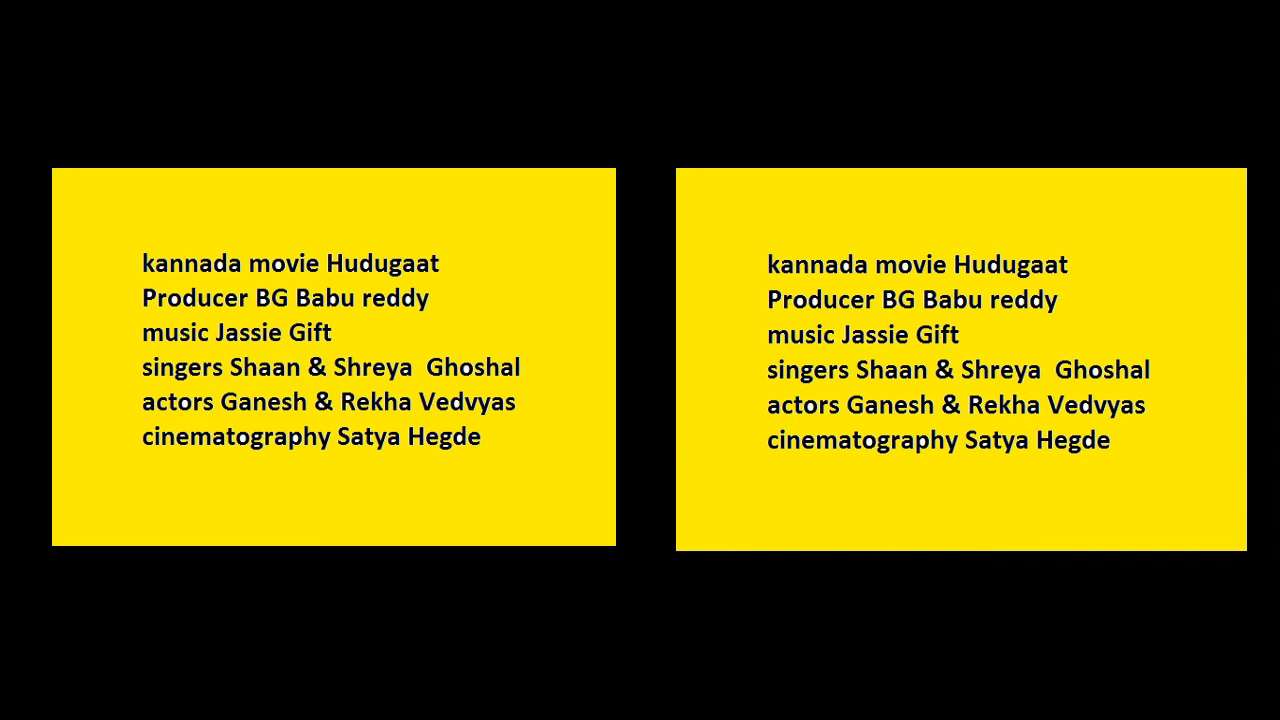 kannada movie Hudugaat
Producer BG Babu reddy
music Jassie Gift
singers Shaan & Shreya  Ghoshal
actors Ganesh & Rekha Vedvyas
cinematography Satya Hegde
kannada movie Hudugaat
Producer BG Babu reddy
music Jassie Gift
singers Shaan & Shreya  Ghoshal
actors Ganesh & Rekha Vedvyas
cinematography Satya Hegde